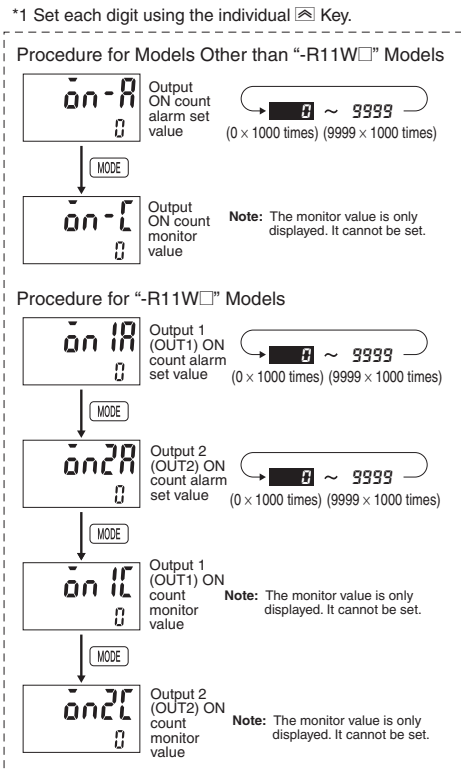 *1 Set each digit using the individual Key.
Procedure for Models Other than “-R11W□” Models
on-A
0
Output
ON count
alarm set
value
0 ~ 9999
(0 × 1000 times) (9999 × 1000 times)
MODE
on-C
0
Output
ON count
monitor
value
Note: The monitor value is only
displayed. It cannot be set.
Procedure for “-R11W□” Models
on1A
0
Output 1
(OUT1) ON
count alarm
set value
0 ~ 9999
(0 × 1000 times) (9999 × 1000 times)
MODE
on2A
0
Output 2
(OUT2) ON
count alarm
set value
0 ~ 9999
(0 × 1000 times) (9999 × 1000 times)
MODE
on1C
0
Output 1
(OUT1) ON
count
monitor
value
Note: The monitor value is only
displayed. It cannot be set.
MODE
on2C
0
Output 2
(OUT2) ON
count
monitor
value
Note: The monitor value is only
displayed. It cannot be set.